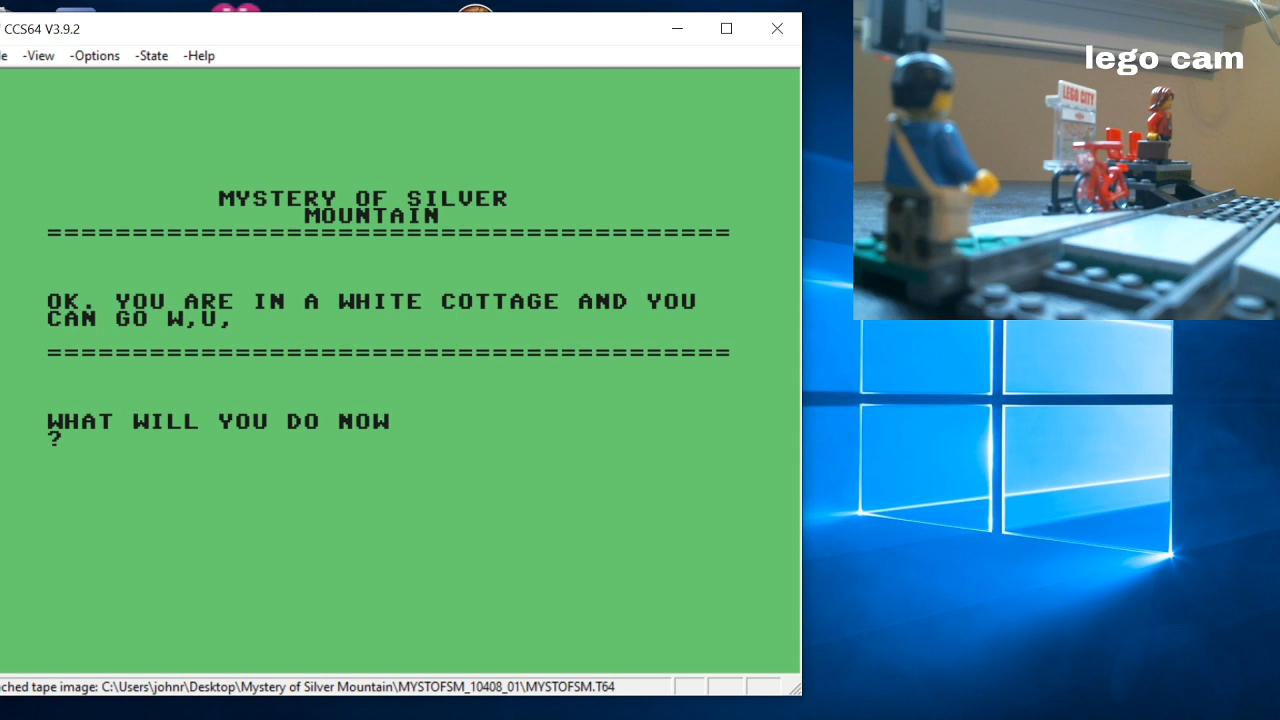 CCS64 V3.9.2
-View -Options -State -Help
lego cam
LEGO CITY
MYSTERY OF SILVER
MOUNTAIN
========================================
OK. YOU ARE IN A WHITE COTTAGE AND YOU
CAN GO W,U,
========================================
WHAT WILL YOU DO NOW
?
tape image: C:\Users\johnr\Desktop\Mystery of Silver Mountain\MYSTOFSM_10408_01\MYSTOFSM.T64